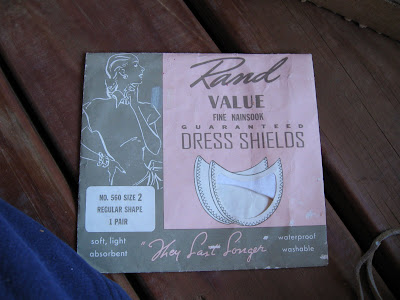 Rand
VALUE
FINE NAINSOOK
GUARANTEED
DRESS SHIELDS
NO. 560 SIZE 2
REGULAR SHAPE
1 PAIR
soft, light
absorbent
"They Last Longer"
waterproof
washable